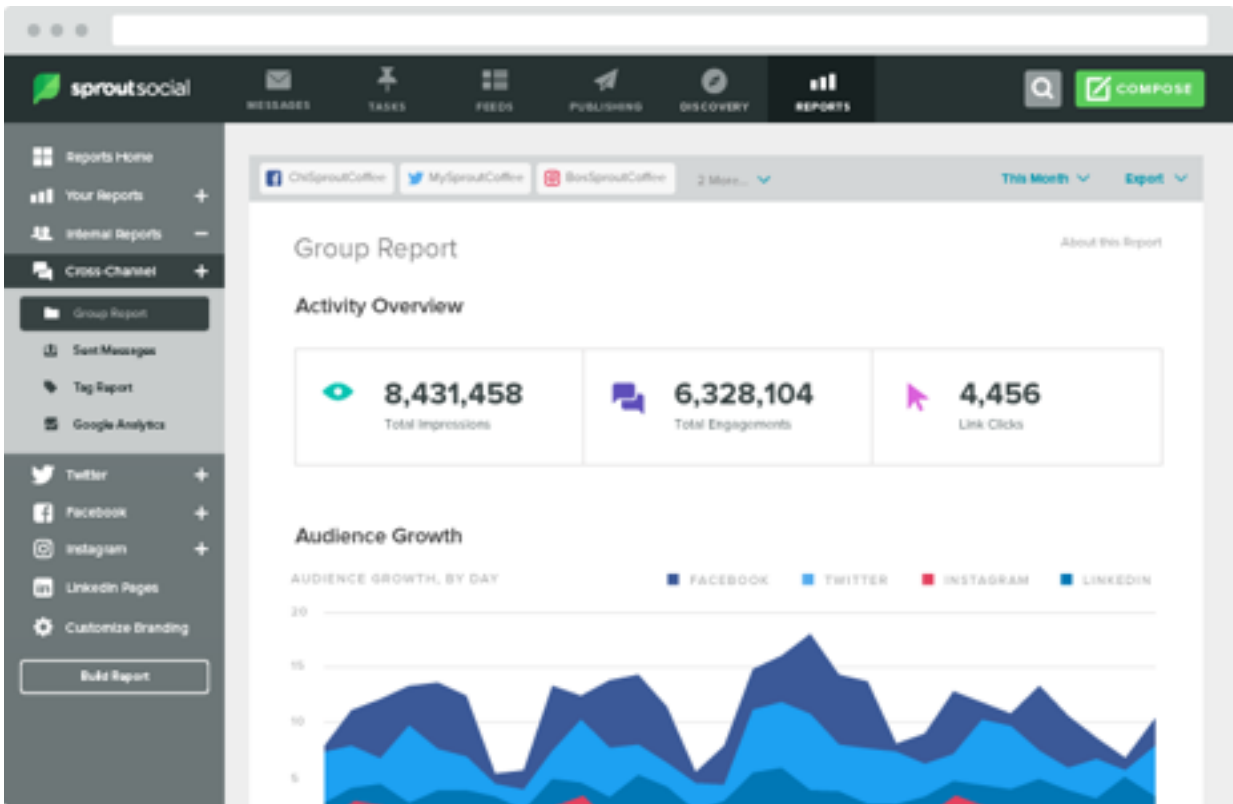 sproutsocial
MESSAGES TASKS FEEDS PUBLISHING DISCOVERY REPORTS
COMPOSE
Reports Home
Your Reports
Internal Reports
Cross-Channel
Group Report
Sent Messages
Tag Report
Google Analytics
Twitter
Facebook
Instagram
LinkedIn Pages
Customize Branding
Build Report
ChiSproutCoffee MySproutCoffee BosSproutCoffee 2 More... This Month Export
Group Report About this Report
Activity Overview
8,431,458 6,328,104 4,456
Total Impressions Total Engagements Link Clicks
Audience Growth
AUDIENCE GROWTH, BY DAY FACEBOOK TWITTER INSTAGRAM LINKEDIN
20
15
10
5